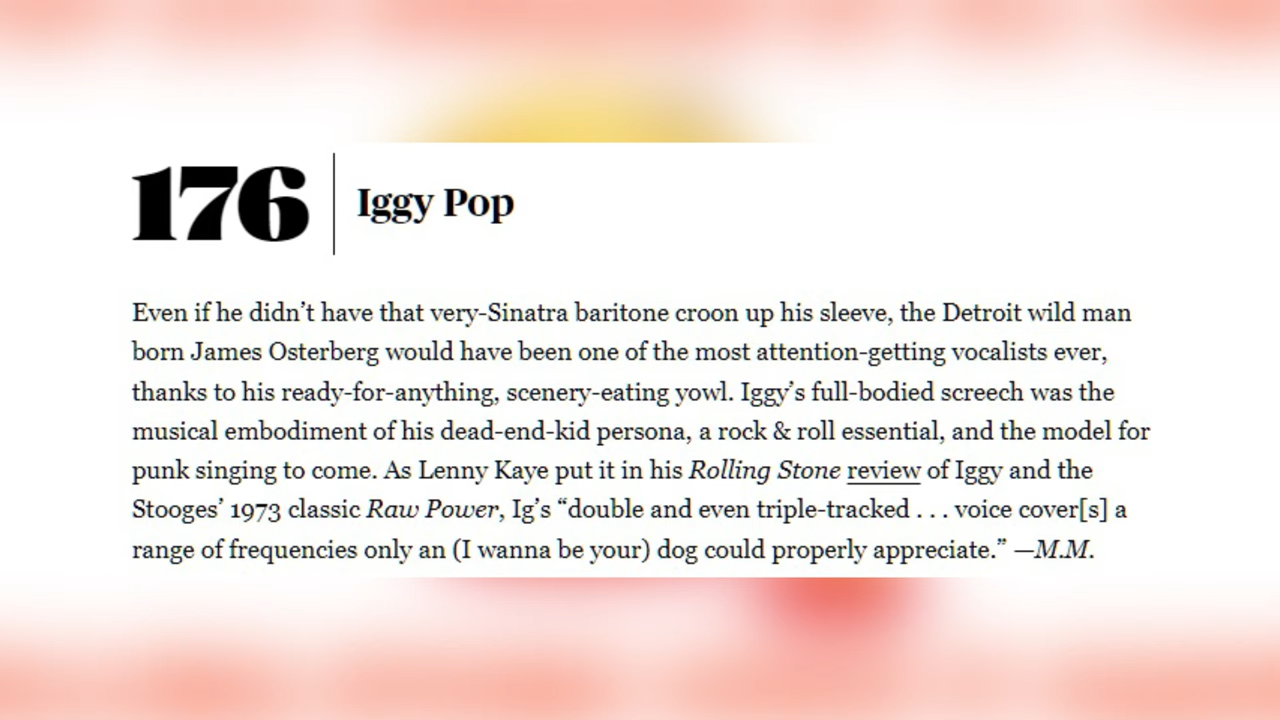 176
Iggy Pop
Even if he didn’t have that very-Sinatra baritone croon up his sleeve, the Detroit wild man
born James Osterberg would have been one of the most attention-getting vocalists ever,
thanks to his ready-for-anything, scenery-eating yowl. Iggy’s full-bodied screech was the
musical embodiment of his dead-end-kid persona, a rock & roll essential, and the model for
punk singing to come. As Lenny Kaye put it in his Rolling Stone review of Iggy and the
Stooges’ 1973 classic Raw Power, Ig’s “double and even triple-tracked . . . voice cover[s] a
range of frequencies only an (I wanna be your) dog could properly appreciate.” —M.M.